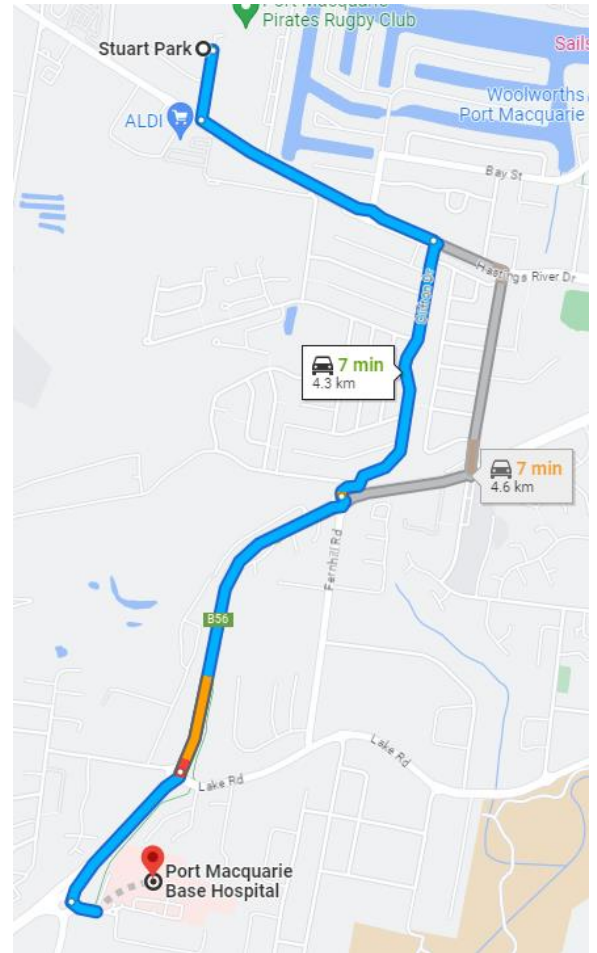 Port Macquarie
Pirates Rugby Club
Stuart Park
Sails
ALDI
Woolworths
Port Macquarie
Bay St
Hastings River Dr
Clifton Dr
7 min
4.3 km
7 min
4.6 km
Fernhill Rd
B56
Lake Rd
Lake Rd
Port Macquarie
Base Hospital